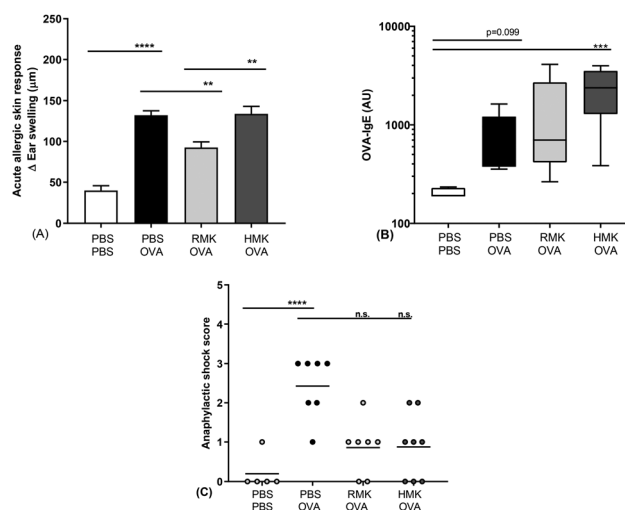 Acute allergic skin response
Δ Ear swelling (μm)
250
200
150
100
50
0
****
**
**
(A)
PBS PBS RMK HMK
PBS OVA OVA OVA
OVA-IgE (AU)
10000
1000
100
p=0.099
***
(B)
PBS PBS RMK HMK
PBS OVA OVA OVA
Anaphylactic shock score
5
4
3
2
1
0
****
n.s. n.s.
(C)
PBS PBS RMK HMK
PBS OVA OVA OVA